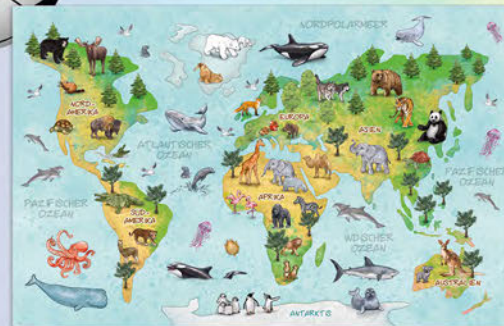 NORDPOLARMEER
NORD-
AMERIKA
EUROPA
ASIEN
ATLANTISCHER
OZEAN
PAZIFISCHER
OZEAN
PAZIFISCHER
OZEAN
AFRIKA
SÜD-
AMERIKA
INDISCHER
OZEAN
AUSTRALIEN
ANTARKTIS